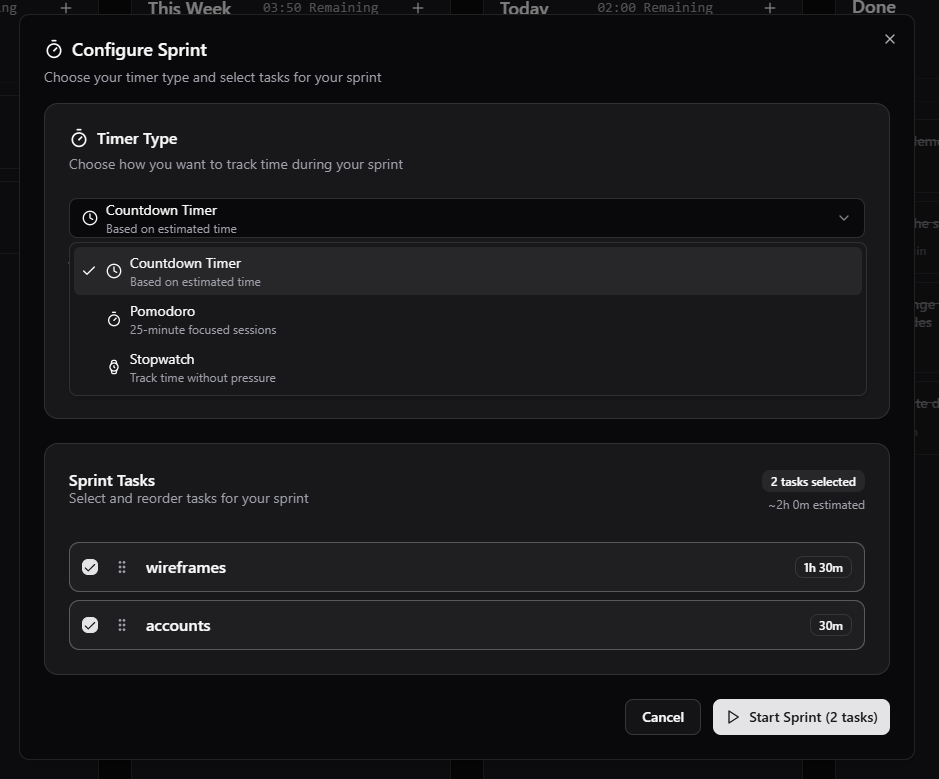 ng
This Week 03:50 Remaining
Today 02:00 Remaining
Done
Configure Sprint
Choose your timer type and select tasks for your sprint
Timer Type
Choose how you want to track time during your sprint
Countdown Timer
Based on estimated time
Countdown Timer
Based on estimated time
Pomodoro
25-minute focused sessions
Stopwatch
Track time without pressure
Sprint Tasks
Select and reorder tasks for your sprint
2 tasks selected
~2h 0m estimated
wireframes
1h 30m
accounts
30m
Cancel
Start Sprint (2 tasks)